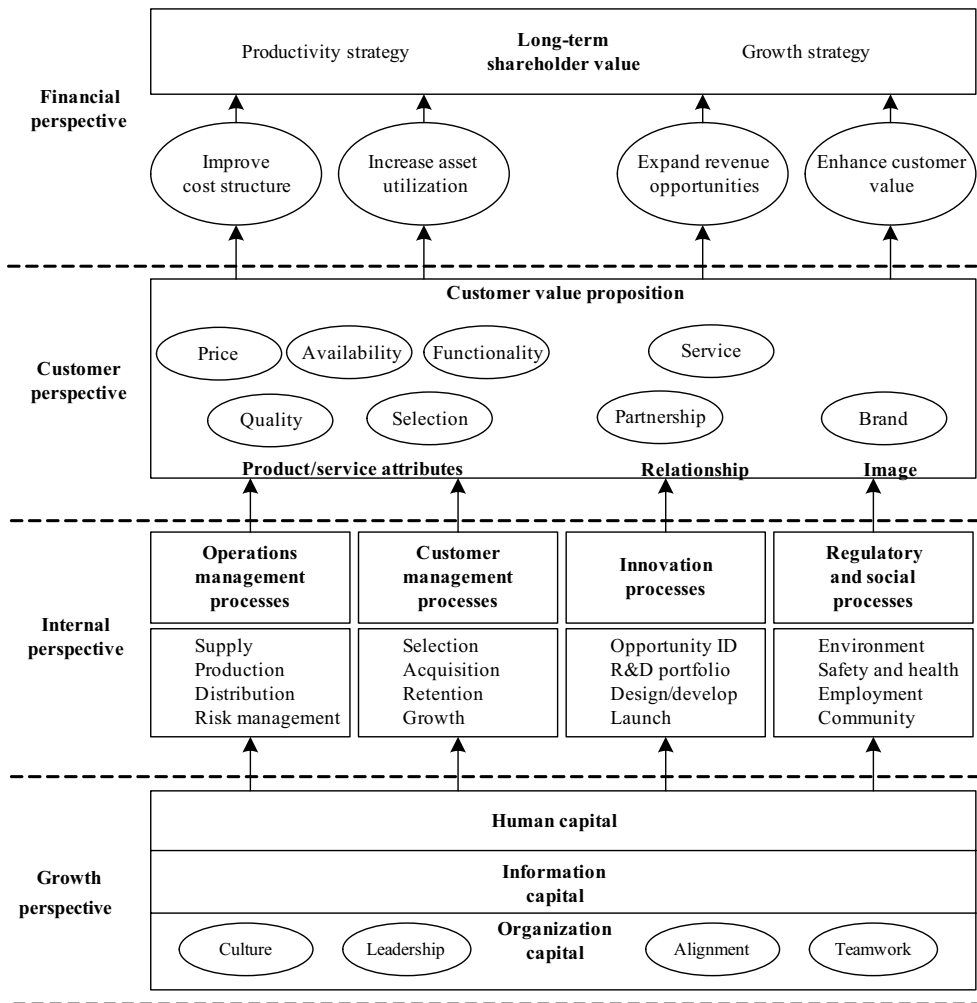 Financial
perspective
Productivity strategy
Long-term
shareholder value
Growth strategy
Improve
cost structure
Increase asset
utilization
Expand revenue
opportunities
Enhance customer
value
Customer
perspective
Customer value proposition
Price
Availability
Functionality
Service
Quality
Selection
Partnership
Brand
Product/service attributes
Relationship
Image
Internal
perspective
Operations
management
processes
Customer
management
processes
Innovation
processes
Regulatory
and social
processes
Supply
Production
Distribution
Risk management
Selection
Acquisition
Retention
Growth
Opportunity ID
R&D portfolio
Design/develop
Launch
Environment
Safety and health
Employment
Community
Growth
perspective
Human capital
Information
capital
Organization
capital
Culture
Leadership
Alignment
Teamwork